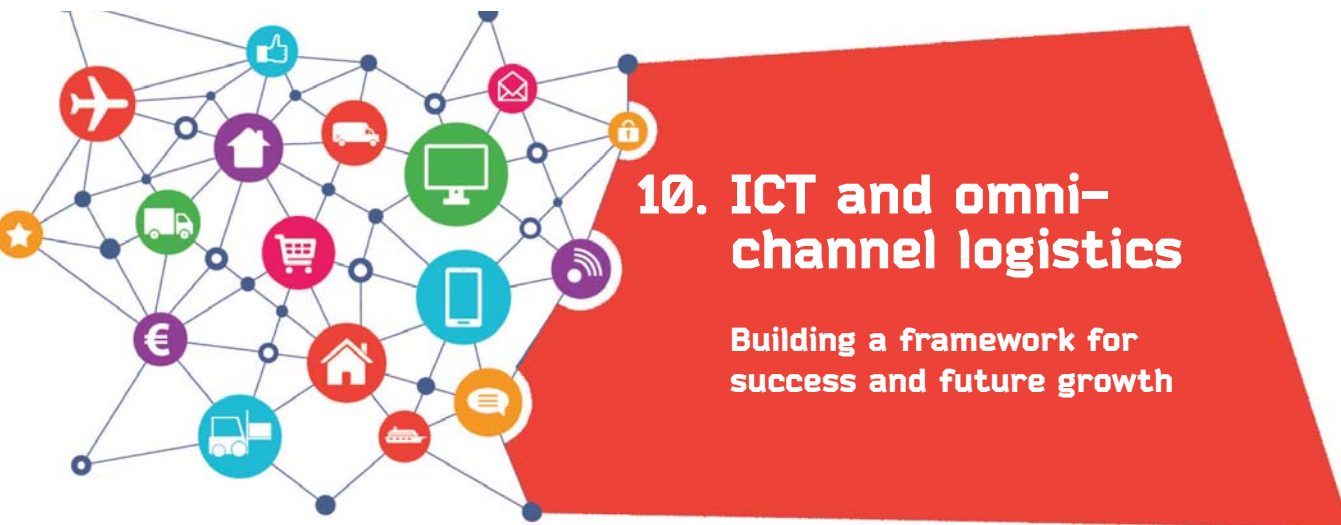 10. ICT and omni-
channel logistics
Building a framework for
success and future growth
€